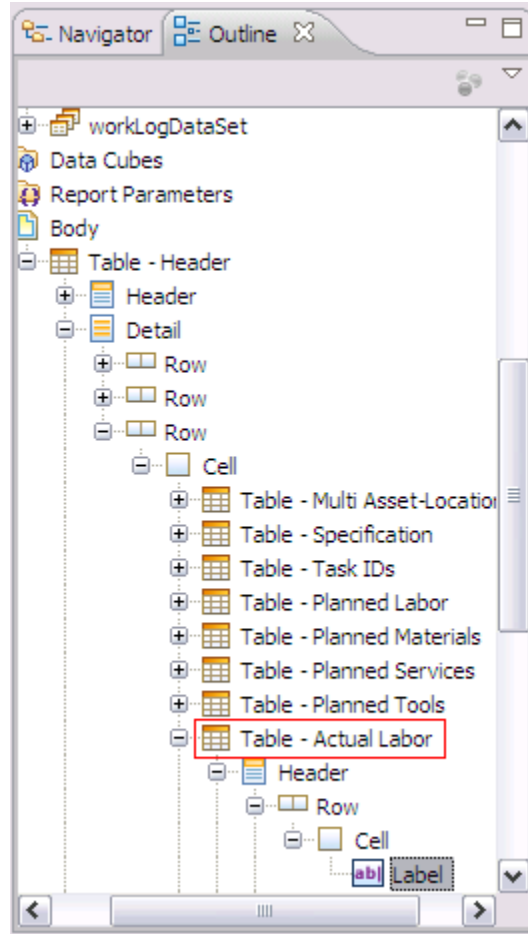 Navigator Outline
workLogDataSet
Data Cubes
Report Parameters
Body
Table - Header
Header
Detail
Row
Row
Row
Cell
Table - Multi Asset-Location
Table - Specification
Table - Task IDs
Table - Planned Labor
Table - Planned Materials
Table - Planned Services
Table - Planned Tools
Table - Actual Labor
Header
Row
Cell
ab| Label